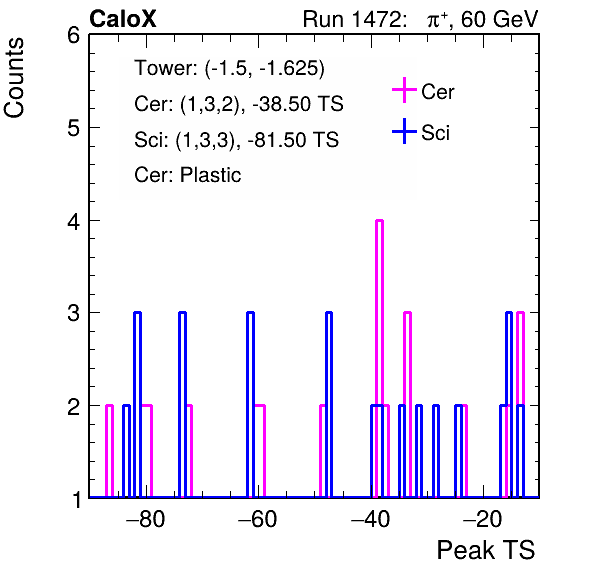 CaloX Run 1472: π⁺, 60 GeV
Counts
Tower: (-1.5, -1.625)
Cer: (1,3,2), -38.50 TS
Sci: (1,3,3), -81.50 TS
Cer: Plastic
Cer
Sci
6
5
4
3
2
1
−80 −60 −40 −20
Peak TS